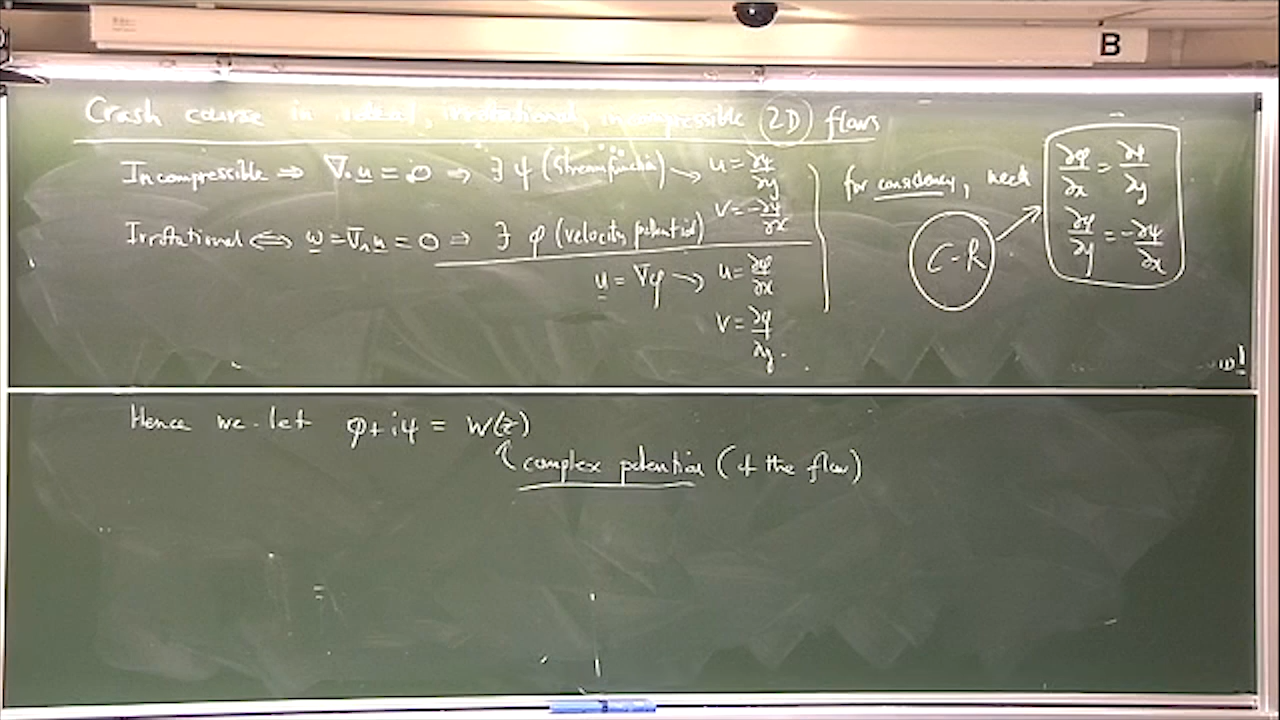 B
Crash course in ideal, irrotational, incompressible 2D flows
Incompressible ⇒ ∇·u = 0 ⇒ ∃ ψ (streamfunction) → u = ∂ψ/∂y
v = -∂ψ/∂x
Irrotational ⇔ ω = ∇∧u = 0 ⇒ ∃ φ (velocity potential)
u = ∇φ → u = ∂φ/∂x
v = ∂φ/∂y.
for consistency, need
C-R
∂φ/∂x = ∂ψ/∂y
∂φ/∂y = -∂ψ/∂x
Hence we let φ + iψ = W(z)
complex potential (of the flow)